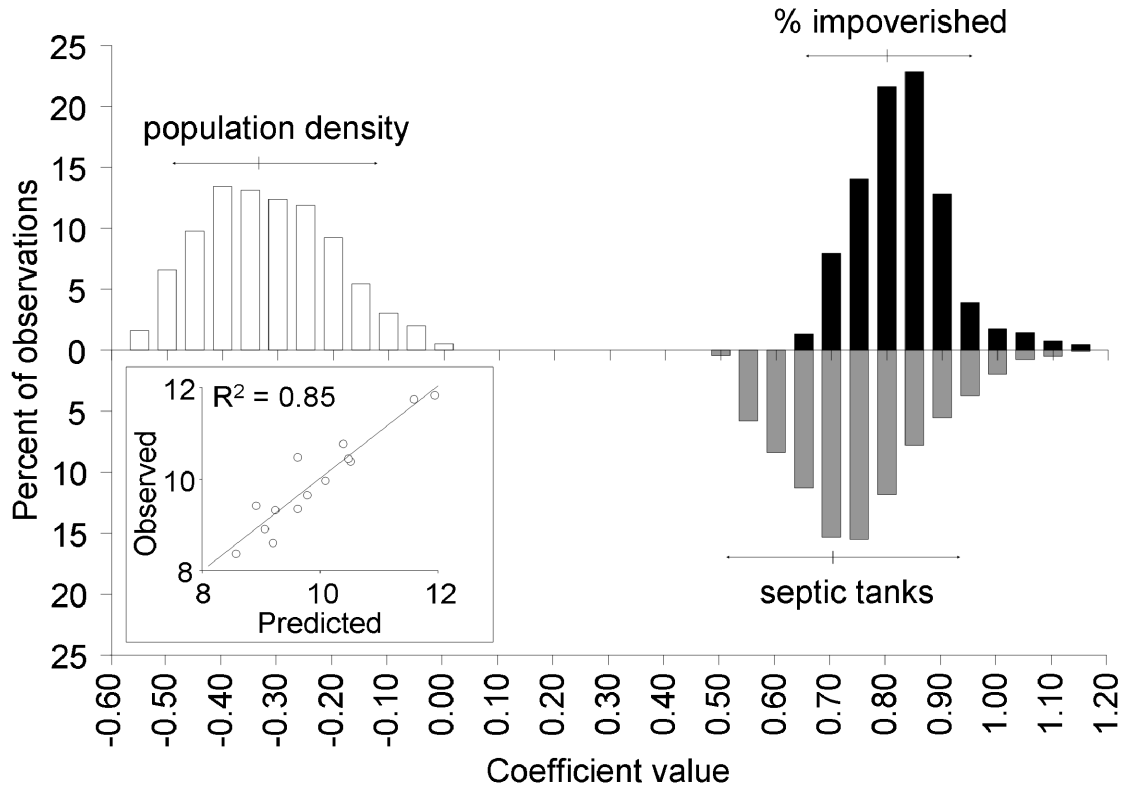 % impoverished
population density
Percent of observations
25
20
15
10
5
0
5
10
15
20
25
R² = 0.85
Observed
12
10
8
8 10 12
Predicted
septic tanks
-0.60 -0.50 -0.40 -0.30 -0.20 -0.10 0.00 0.10 0.20 0.30 0.40 0.50 0.60 0.70 0.80 0.90 1.00 1.10 1.20
Coefficient value